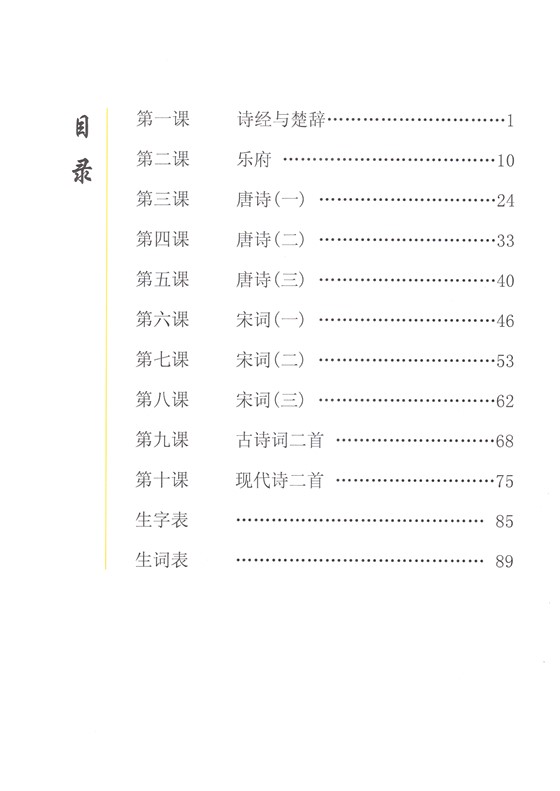 目录
第一课 诗经与楚辞…………………………1
第二课 乐府 ………………………………10
第三课 唐诗(一) …………………………24
第四课 唐诗(二) …………………………33
第五课 唐诗(三) …………………………40
第六课 宋词(一) …………………………46
第七课 宋词(二) …………………………53
第八课 宋词(三) …………………………62
第九课 古诗词二首 ………………………68
第十课 现代诗二首 ………………………75
生字表 …………………………………… 85
生词表 …………………………………… 89